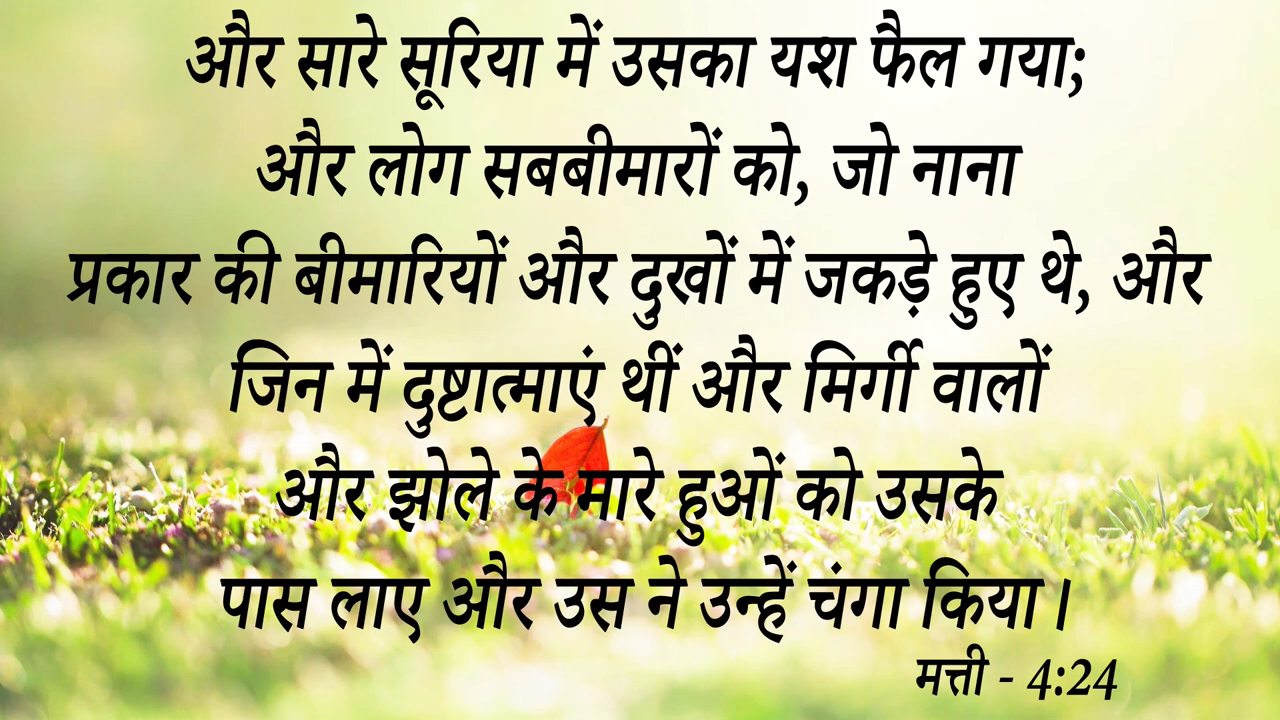 और सारे सूरिया में उसका यश फैल गया;
और लोग सबबीमारों को, जो नाना
प्रकार की बीमारियों और दुखों में जकड़े हुए थे, और
जिन में दुष्टात्माएं थीं और मिर्गी वालों
और झोले के मारे हुओं को उसके
पास लाए और उस ने उन्हें चंगा किया।
मत्ती - 4:24